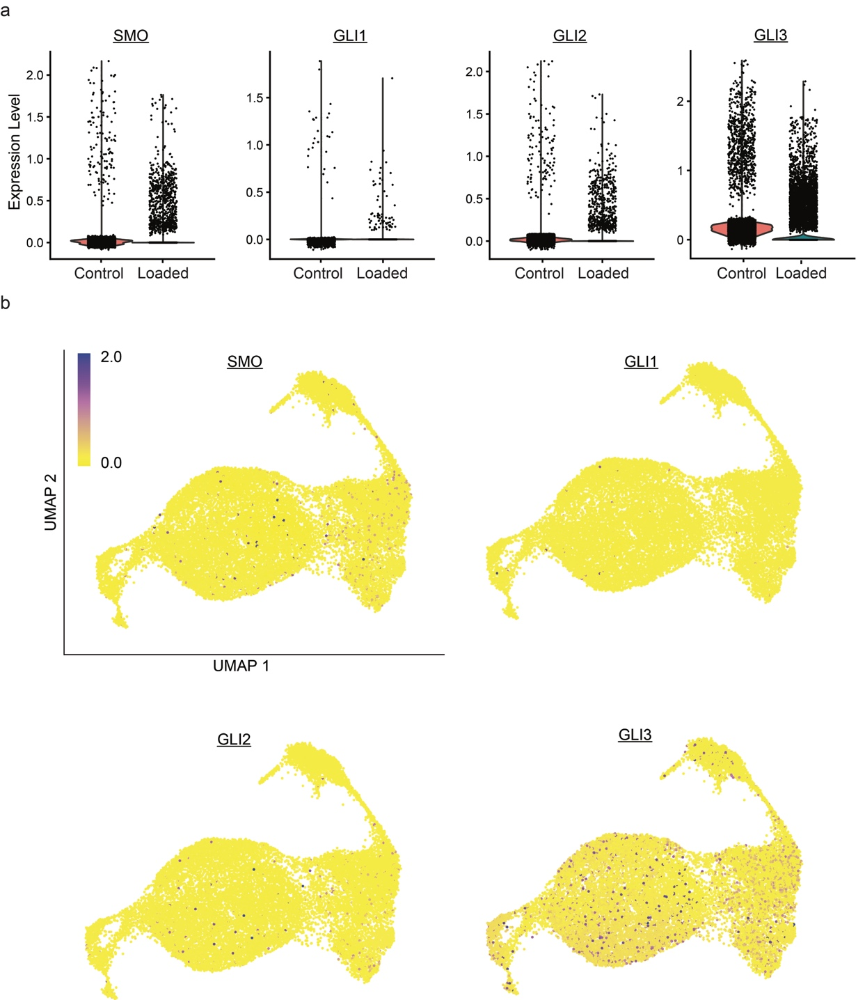 a
SMO
GLI1
GLI2
GLI3
Expression Level
2.0
1.5
1.0
0.5
0.0
1.5
1.0
0.5
0.0
2.0
1.5
1.0
0.5
0.0
2
1
0
Control Loaded
Control Loaded
Control Loaded
Control Loaded
b
2.0
0.0
SMO
GLI1
UMAP 2
UMAP 1
GLI2
GLI3